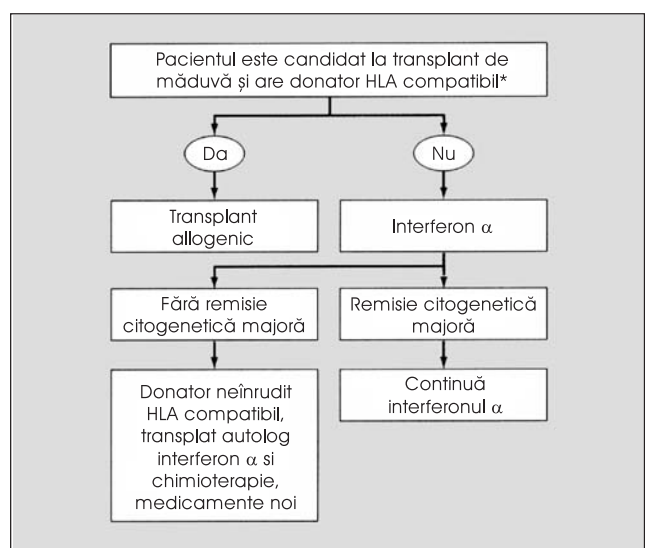 Pacientul este candidat la transplant de
măduvă și are donator HLA compatibil*
Da
Nu
Transplant
allogenic
Interferon α
Fără remisie
citogenetică majoră
Remisie citogenetică
majoră
Donator neînrudit
HLA compatibil,
transplat autolog
interferon α si
chimioterapie,
medicamente noi
Continuă
interferonul α